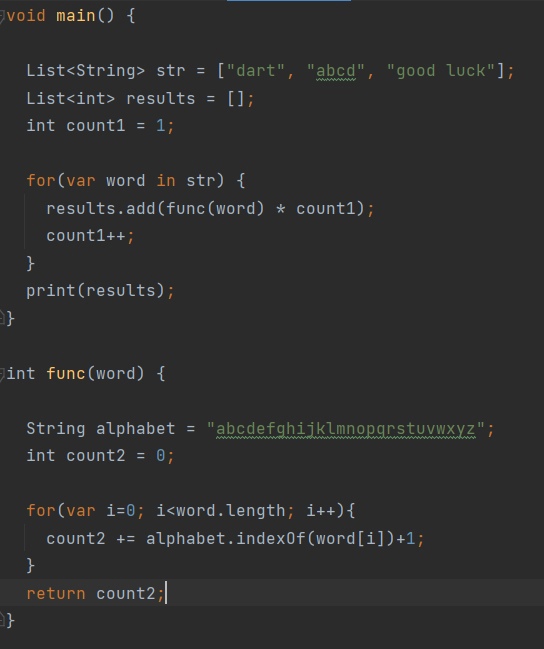 void main() {
List<String> str = ["dart", "abcd", "good luck"];
List<int> results = [];
int count1 = 1;
for(var word in str) {
results.add(func(word) * count1);
count1++;
}
print(results);
}
int func(word) {
String alphabet = "abcdefghijklmnopqrstuvwxyz";
int count2 = 0;
for(var i=0; i<word.length; i++){
count2 += alphabet.indexOf(word[i])+1;
}
return count2;
}